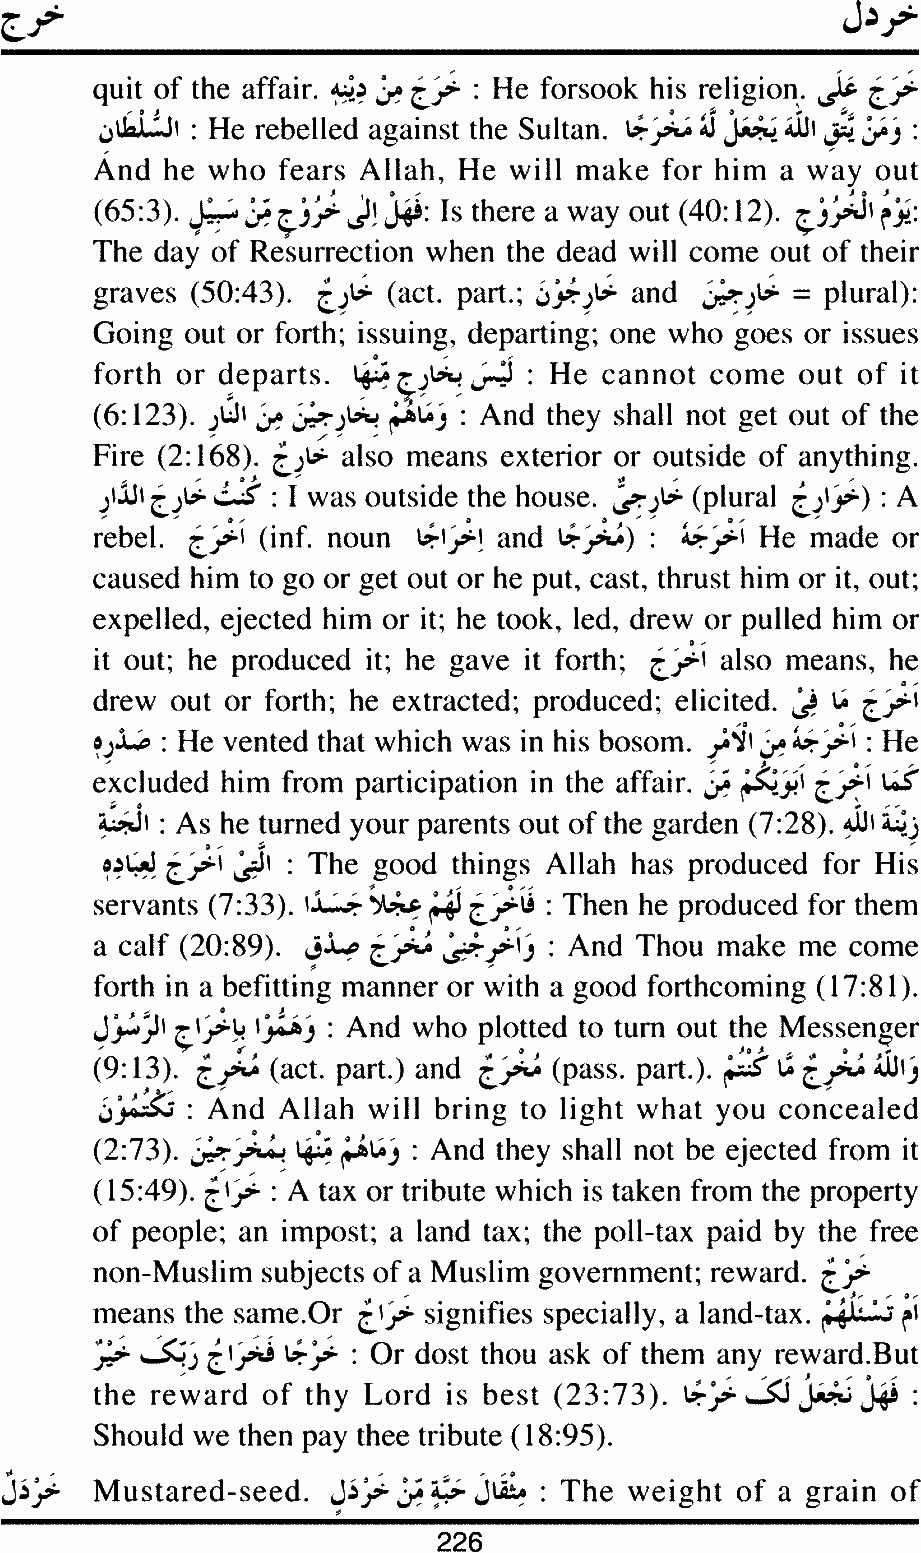 خرج خردل
quit of the affair. خَرَجَ مِنْ دِيْنِهٖ : He forsook his religion. خَرَجَ عَلَى
السُّلْطَان : He rebelled against the Sultan. وَمَنْ يَّتَّقِ اللّٰهَ يَجْعَلْ لَّهٗ مَخْرَجًا :
And he who fears Allah, He will make for him a way out
(65:3). فَهَلْ اِلٰى خُرُوْجٍ مِّنْ سَبِيْلٍ: Is there a way out (40:12). يَوْمُ الْخُرُوْجِ:
The day of Resurrection when the dead will come out of their
graves (50:43). خَارِجٌ (act. part.; خَارِجُوْنَ and خَارِجِيْنَ = plural):
Going out or forth; issuing, departing; one who goes or issues
forth or departs. لَيْسَ بِخَارِجٍ مِّنْهَا : He cannot come out of it
(6:123). وَمَاهُمْ بِخَارِجِيْنَ مِنَ النَّارِ : And they shall not get out of the
Fire (2:168). خَارِجٌ also means exterior or outside of anything.
كُنْتُ خَارِجَ الدَّارِ : I was outside the house. خَارِجِيٌّ (plural خَوَارِجُ) : A
rebel. اَخْرَجَ (inf. noun اِخْرَاجًا and مُخْرَجًا) : اَخْرَجَهُ He made or
caused him to go or get out or he put, cast, thrust him or it, out;
expelled, ejected him or it; he took, led, drew or pulled him or
it out; he produced it; he gave it forth; اَخْرَجَ also means, he
drew out or forth; he extracted; produced; elicited. اَخْرَجَ مَا فِيْ
صَدْرِهٖ : He vented that which was in his bosom. اَخْرَجَهُ مِنَ الْاَمْرِ : He
excluded him from participation in the affair. كَمَا اَخْرَجَ اَبَوَيْكُمْ مِّنَ
الْجَنَّةِ : As he turned your parents out of the garden (7:28). زِيْنَةَ اللّٰهِ
الَّتِيْ اَخْرَجَ لِعِبَادِهٖ : The good things Allah has produced for His
servants (7:33). فَاَخْرَجَ لَهُمْ عِجْلًا جَسَدًا : Then he produced for them
a calf (20:89). وَاَخْرِجْنِيْ مُخْرَجَ صِدْقٍ : And Thou make me come
forth in a befitting manner or with a good forthcoming (17:81).
وَهَمُّوْا بِاِخْرَاجِ الرَّسُوْلِ : And who plotted to turn out the Messenger
(9:13). مُخْرِجٌ (act. part.) and مُخْرَجٌ (pass. part.). وَاللّٰهُ مُخْرِجٌ مَّا كُنْتُمْ
تَكْتُمُوْنَ : And Allah will bring to light what you concealed
(2:73). وَمَاهُمْ مِّنْهَا بِمُخْرَجِيْنَ : And they shall not be ejected from it
(15:49). خَرَاجٌ : A tax or tribute which is taken from the property
of people; an impost; a land tax; the poll-tax paid by the free
non-Muslim subjects of a Muslim government; reward. خَرْجٌ
means the same.Or خَرَاجٌ signifies specially, a land-tax. اَمْ تَسْئَلُهُمْ
خَرْجًا فَخَرَاجُ رَبِّکَ خَيْرٌ : Or dost thou ask of them any reward.But
the reward of thy Lord is best (23:73). فَهَلْ نَجْعَلُ لَکَ خَرْجًا :
Should we then pay thee tribute (18:95).
خَرْدَلٌ Mustared-seed. مِثْقَالَ حَبَّةٍ مِّنْ خَرْدَلٍ : The weight of a grain of
226